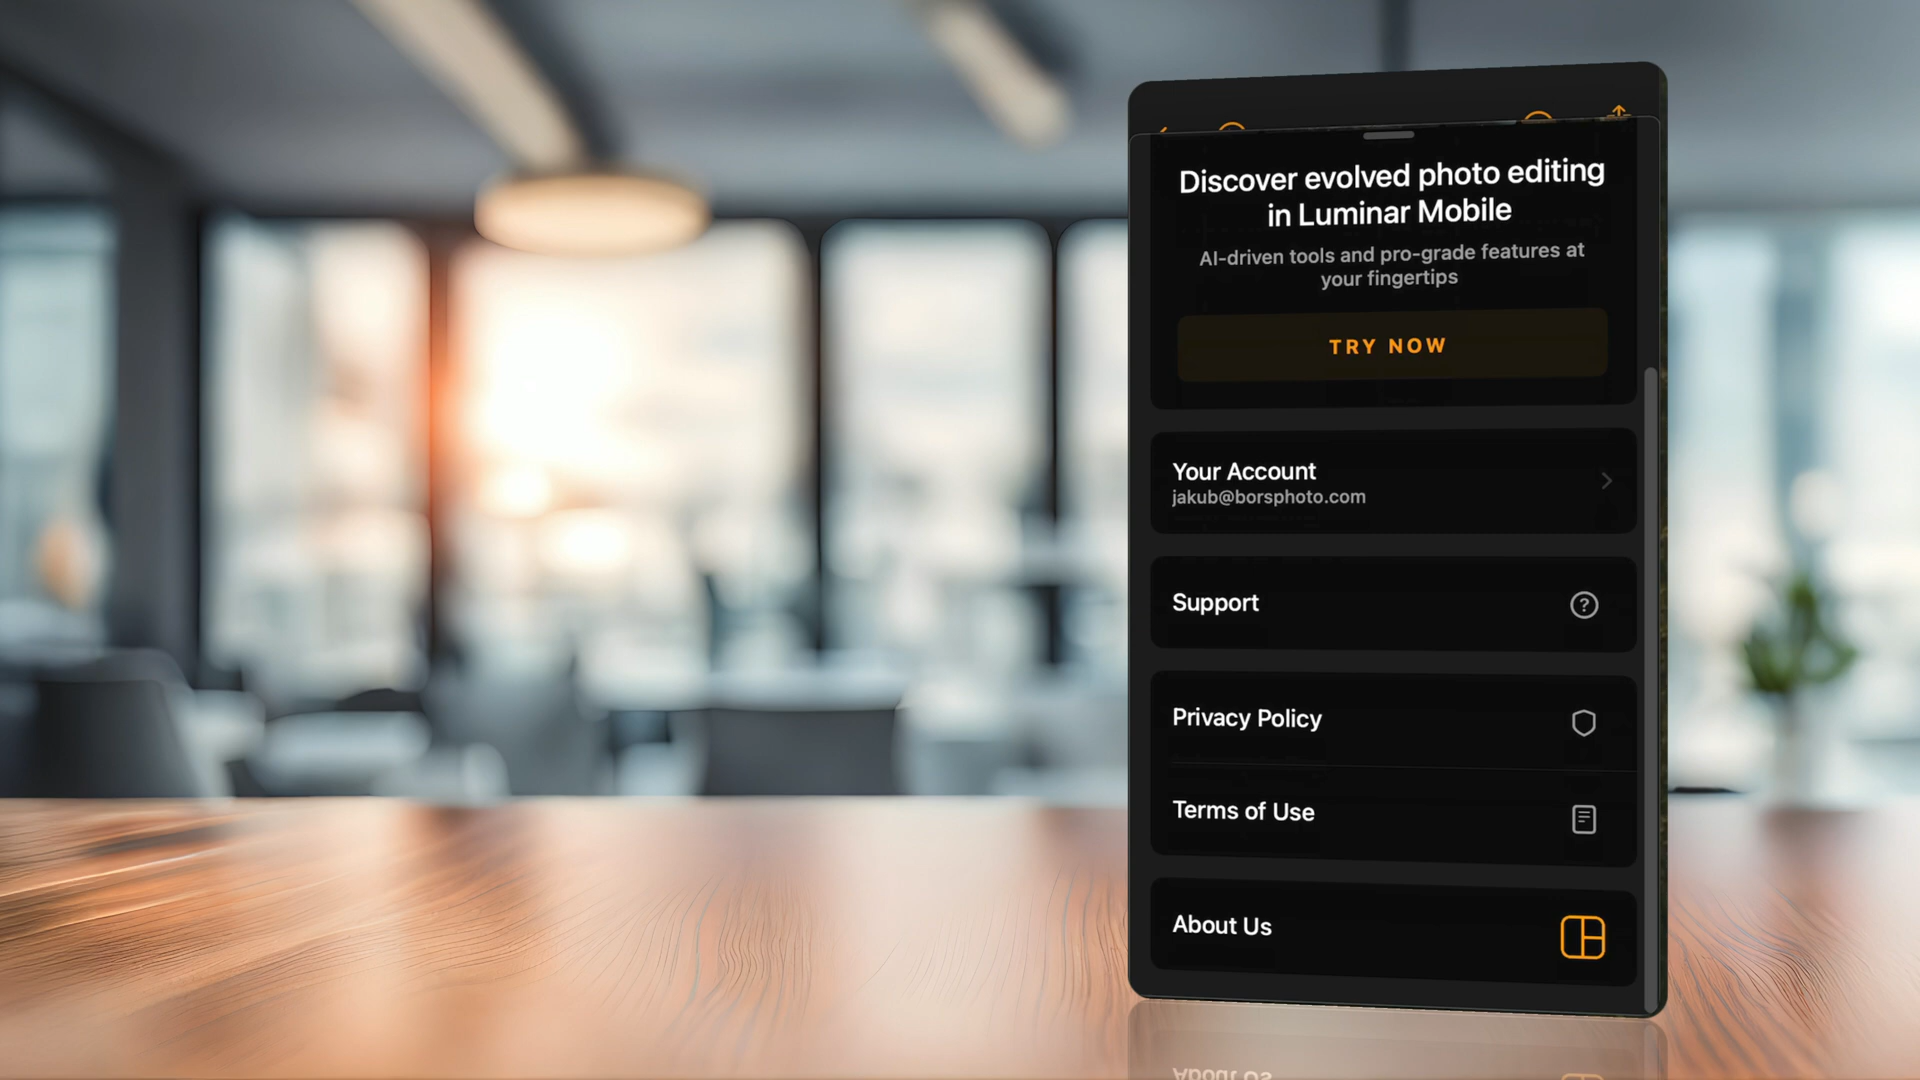 Discover evolved photo editing
in Luminar Mobile
AI-driven tools and pro-grade features at
your fingertips
TRY NOW
Your Account
jakub@borsphoto.com
Support
Privacy Policy
Terms of Use
About Us